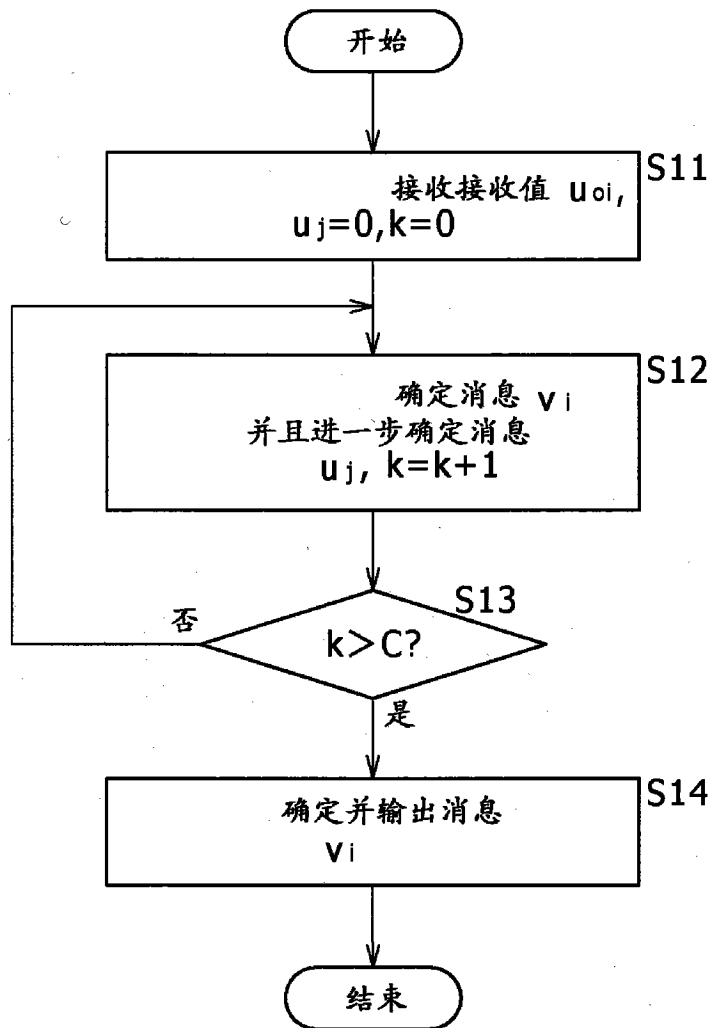 开始
S11
接收接收值 uoi,
uj=0,k=0
S12
确定消息 vi
并且进一步确定消息
uj, k=k+1
S13
否
k>C?
是
S14
确定并输出消息
vi
结束